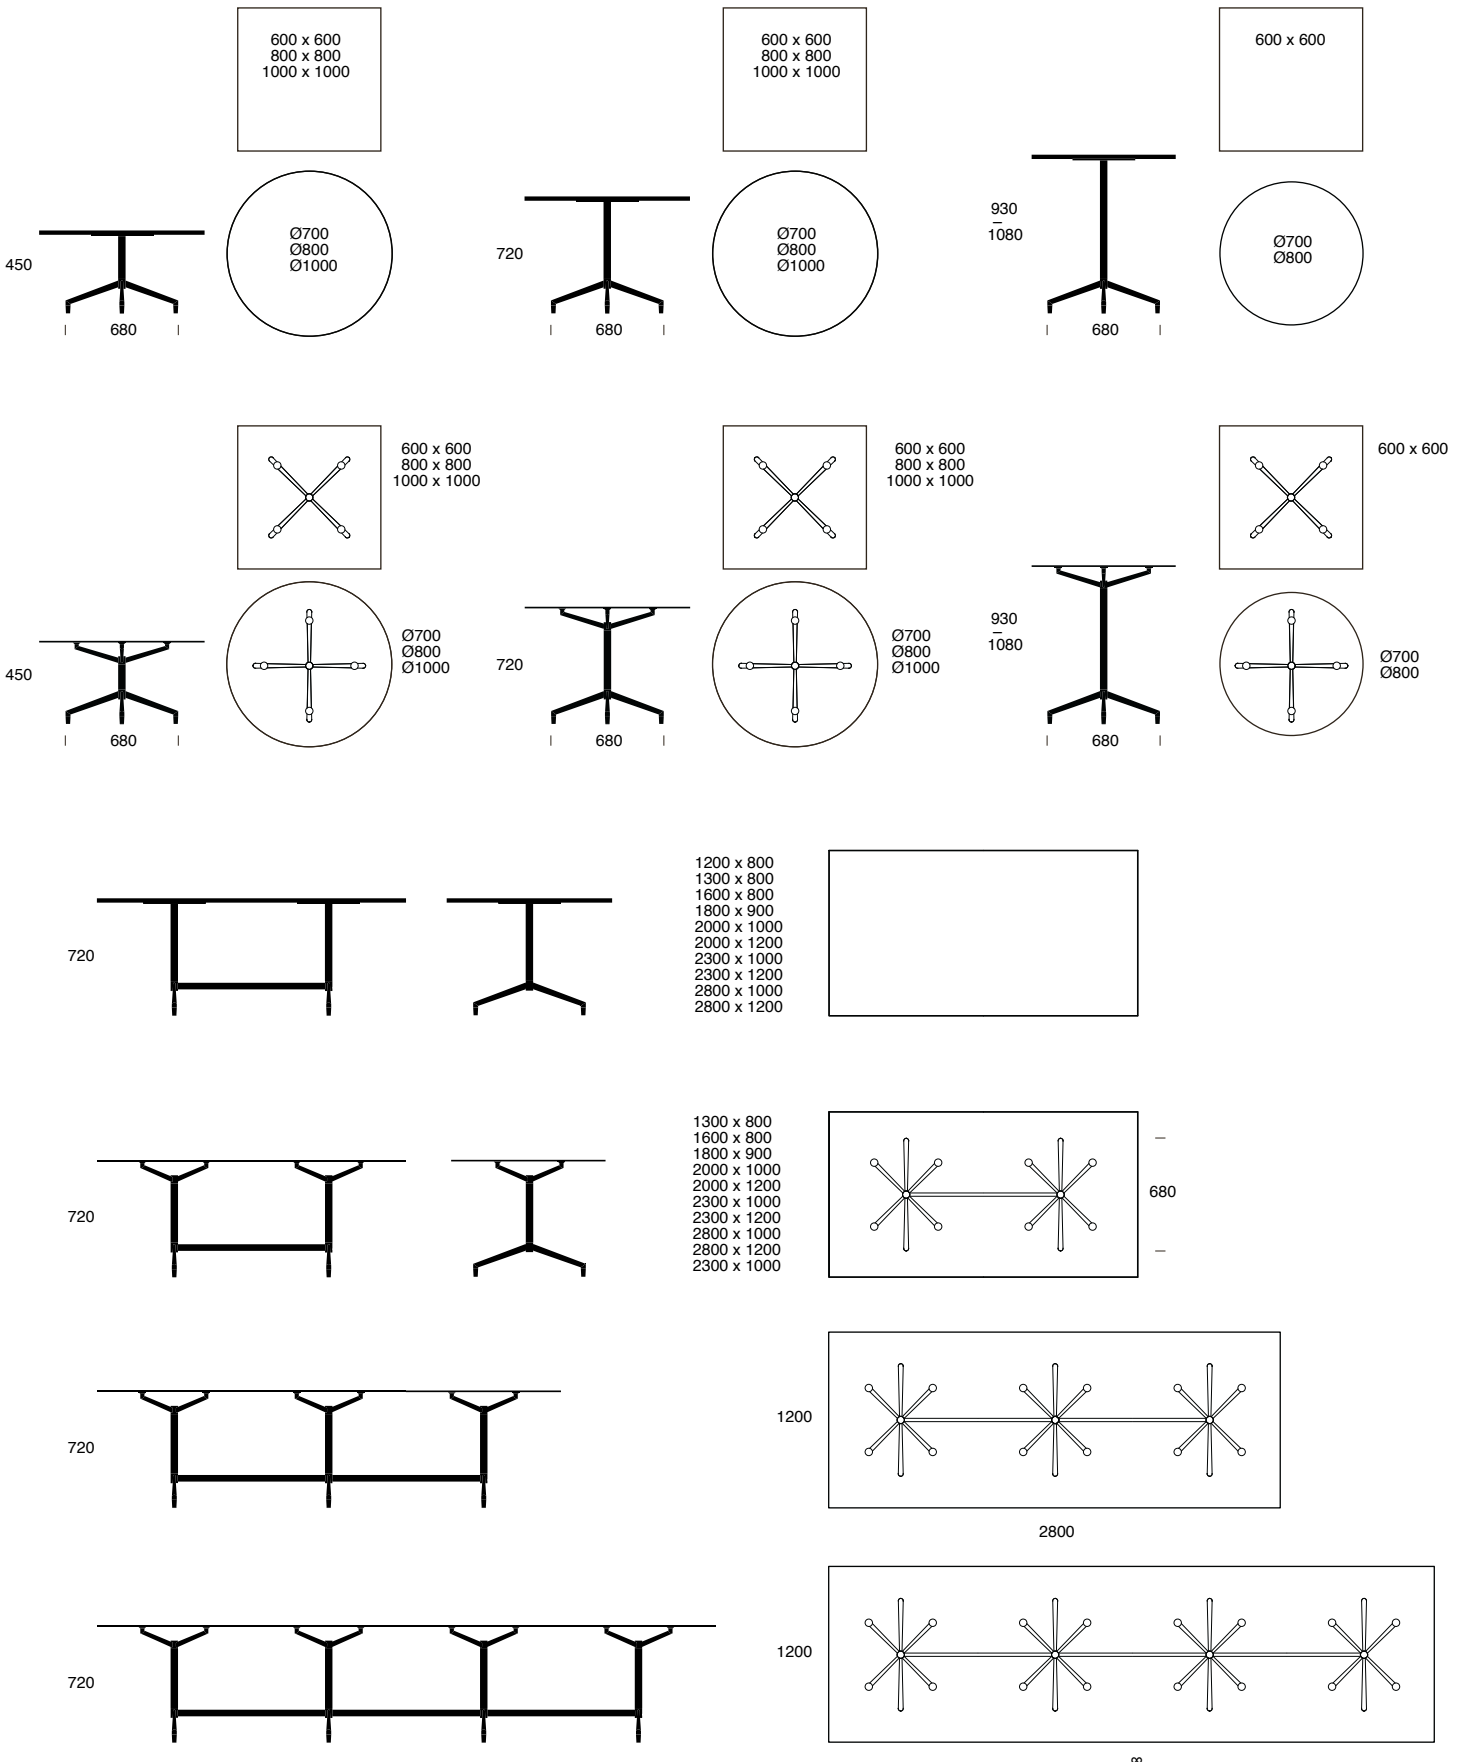 600 x 600
800 x 800
1000 x 1000
Ø700
Ø800
Ø1000
450
680
600 x 600
800 x 800
1000 x 1000
Ø700
Ø800
Ø1000
720
680
600 x 600
930
–
1080
Ø700
Ø800
680
600 x 600
800 x 800
1000 x 1000
Ø700
Ø800
Ø1000
450
680
600 x 600
800 x 800
1000 x 1000
Ø700
Ø800
Ø1000
720
680
600 x 600
930
–
1080
Ø700
Ø800
680
720
1200 x 800
1300 x 800
1600 x 800
1800 x 900
2000 x 1000
2000 x 1200
2300 x 1000
2300 x 1200
2800 x 1000
2800 x 1200
720
1300 x 800
1600 x 800
1800 x 900
2000 x 1000
2000 x 1200
2300 x 1000
2300 x 1200
2800 x 1000
2800 x 1200
2300 x 1000
680
720
1200
2800
720
1200
∞